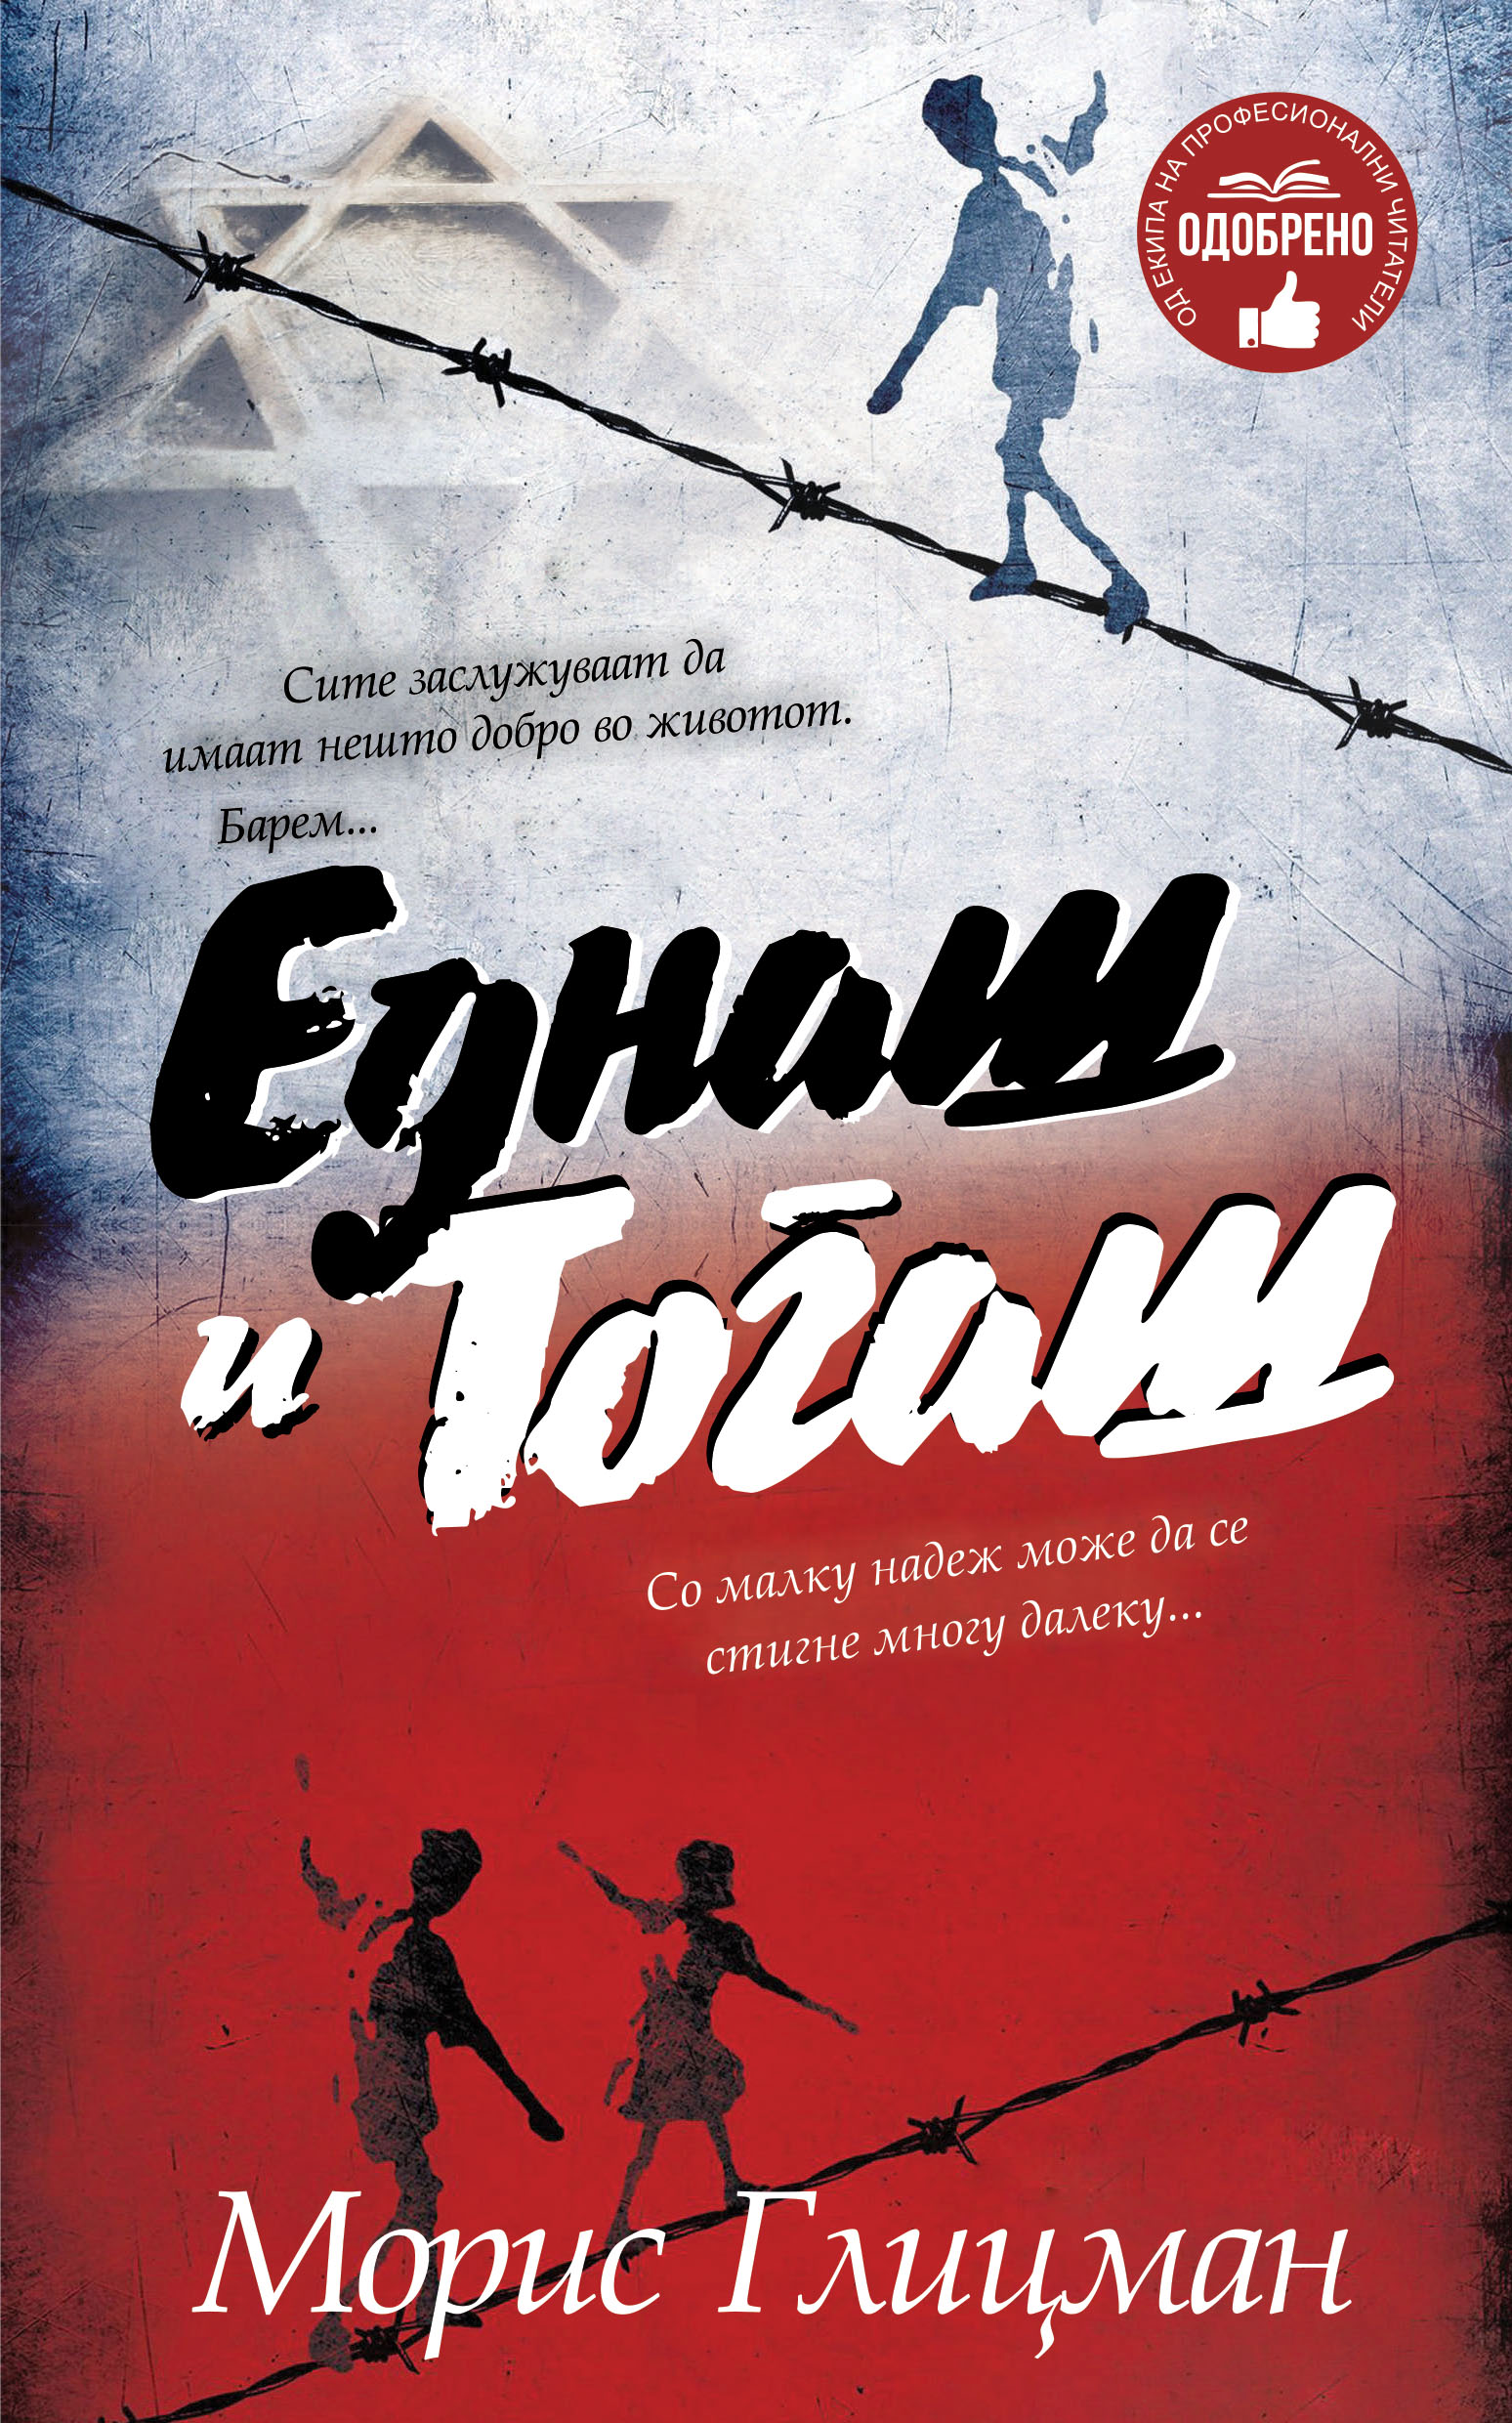 ОД ЕКИПА НА ПРОФЕСИОНАЛНИ ЧИТАТЕЛИ
ОДОБРЕНО
Сите заслужуваат да
имаат нешто добро во животот.
Барем...
Еднаш
и Тогаш
Со малку надеж може да се
стигне многу далеку...
Морис Глицман